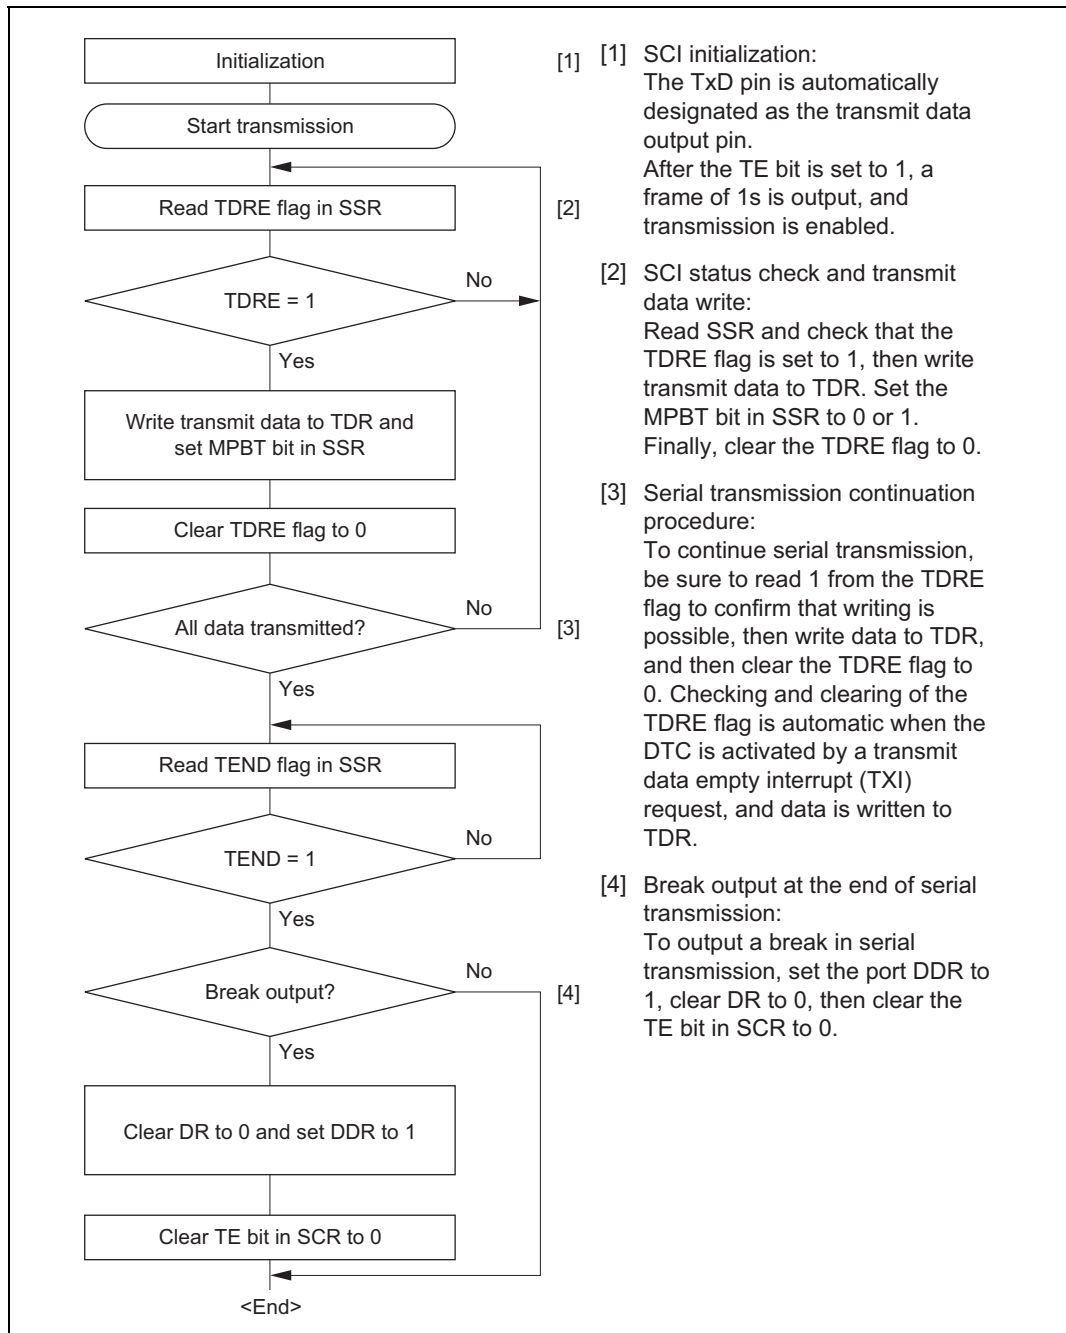 Initialization
[1]
Start transmission
Read TDRE flag in SSR
[2]
TDRE = 1
No
Yes
Write transmit data to TDR and
set MPBT bit in SSR
Clear TDRE flag to 0
All data transmitted?
No
[3]
Yes
Read TEND flag in SSR
TEND = 1
No
Yes
Break output?
No
[4]
Yes
Clear DR to 0 and set DDR to 1
Clear TE bit in SCR to 0
<End>
[1] SCI initialization:
The TxD pin is automatically
designated as the transmit data
output pin.
After the TE bit is set to 1, a
frame of 1s is output, and
transmission is enabled.
[2] SCI status check and transmit
data write:
Read SSR and check that the
TDRE flag is set to 1, then write
transmit data to TDR. Set the
MPBT bit in SSR to 0 or 1.
Finally, clear the TDRE flag to 0.
[3] Serial transmission continuation
procedure:
To continue serial transmission,
be sure to read 1 from the TDRE
flag to confirm that writing is
possible, then write data to TDR,
and then clear the TDRE flag to
0. Checking and clearing of the
TDRE flag is automatic when the
DTC is activated by a transmit
data empty interrupt (TXI)
request, and data is written to
TDR.
[4] Break output at the end of serial
transmission:
To output a break in serial
transmission, set the port DDR to
1, clear DR to 0, then clear the
TE bit in SCR to 0.